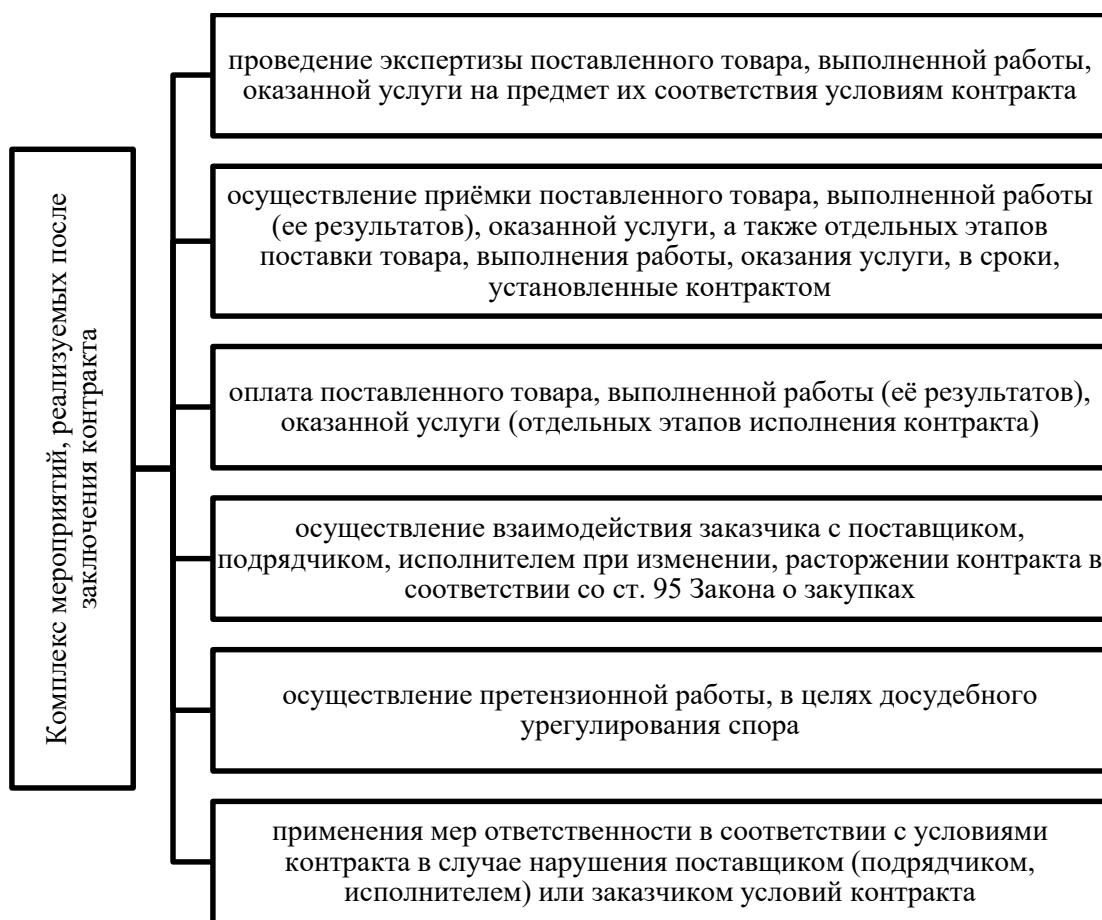 Комплекс мероприятий, реализуемых после
заключения контракта
проведение экспертизы поставленного товара, выполненной работы,
оказанной услуги на предмет их соответствия условиям контракта
осуществление приёмки поставленного товара, выполненной работы
(ее результатов), оказанной услуги, а также отдельных этапов
поставки товара, выполнения работы, оказания услуги, в сроки,
установленные контрактом
оплата поставленного товара, выполненной работы (её результатов),
оказанной услуги (отдельных этапов исполнения контракта)
осуществление взаимодействия заказчика с поставщиком,
подрядчиком, исполнителем при изменении, расторжении контракта в
соответствии со ст. 95 Закона о закупках
осуществление претензионной работы, в целях досудебного
урегулирования спора
применения мер ответственности в соответствии с условиями
контракта в случае нарушения поставщиком (подрядчиком,
исполнителем) или заказчиком условий контракта